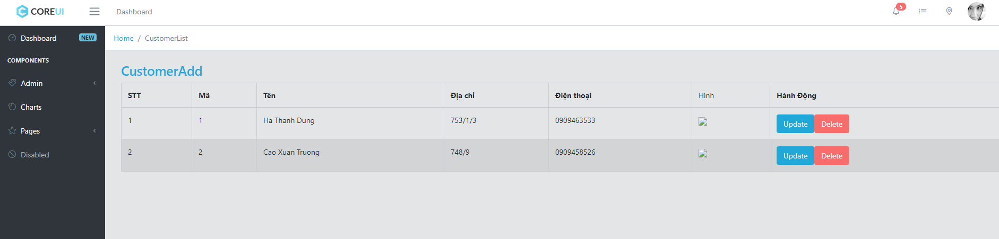 COREUI Dashboard 5
Dashboard NEW
Home / CustomerList
COMPONENTS
CustomerAdd
Admin
Charts
Pages
Disabled
STT Mã Tên Địa chỉ Điện thoại Hình Hành Động
1 1 Ha Thanh Dung 753/1/3 0909463533 Update Delete
2 2 Cao Xuan Truong 748/9 0909458526 Update Delete